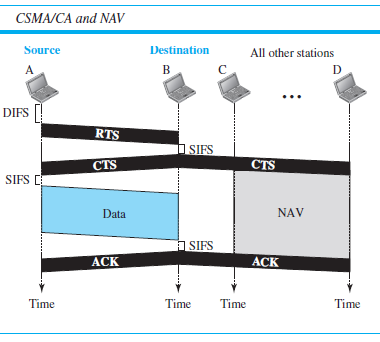 CSMA/CA and NAV
Source Destination All other stations
A B C D
DIFS
RTS
SIFS
CTS CTS
SIFS
Data NAV
SIFS
ACK ACK
Time Time Time Time